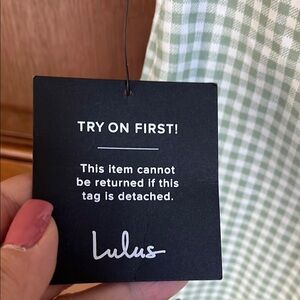 TRY ON FIRST!
This item cannot
be returned if this
tag is detached.
Lulus